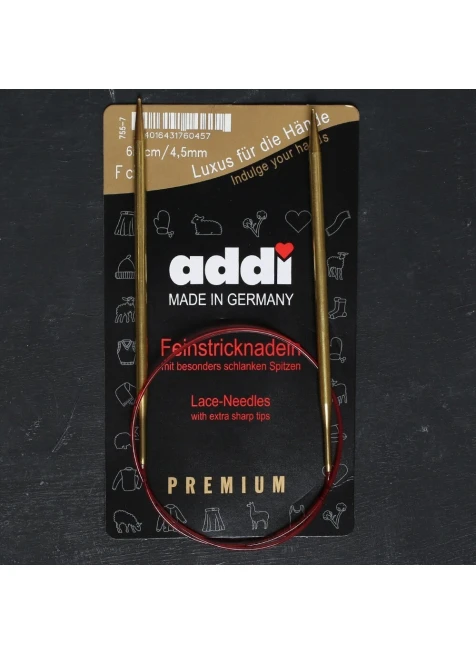 755-7
4016431760457
cm/4,5mm
Luxus für die Hände
Indulge your hands
addi
MADE IN GERMANY
Feinstricknadeln
mit besonders schlanken Spitzen
Lace-Needles
with extra sharp tips
PREMIUM